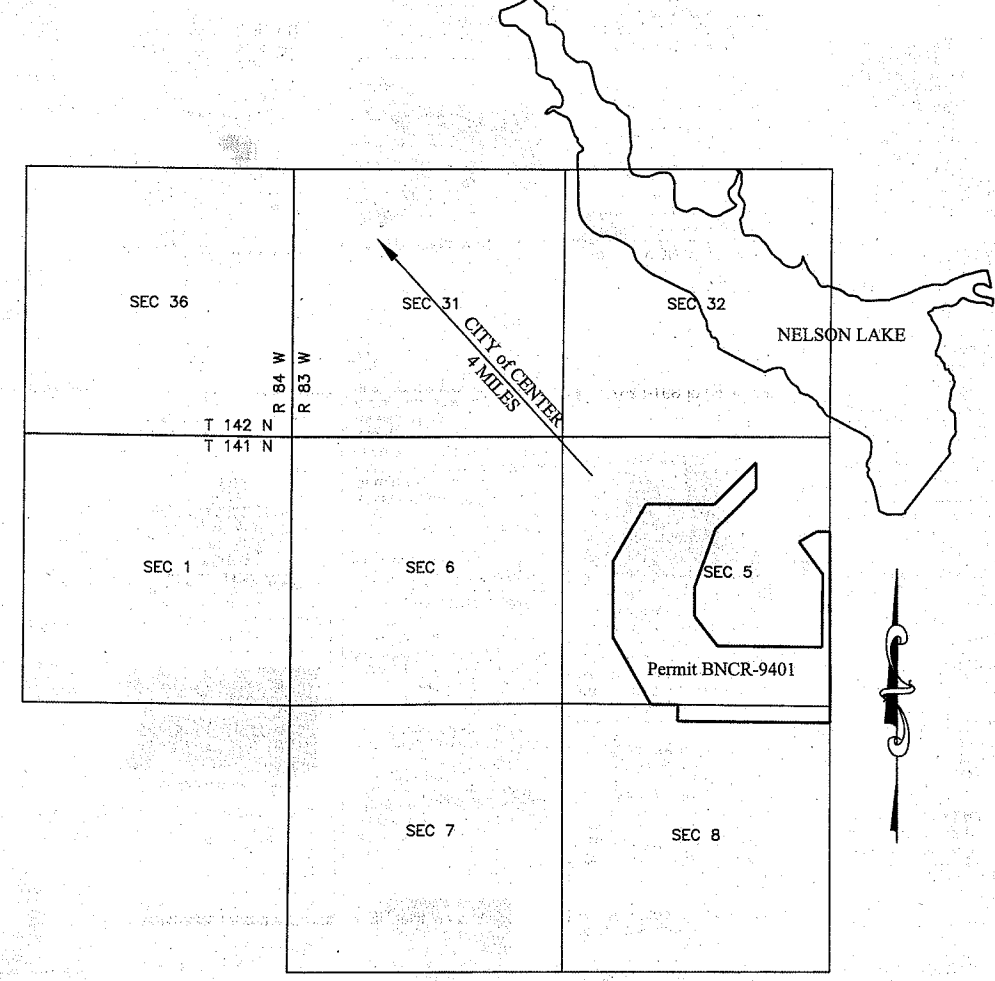 SEC 36
SEC 31
SEC 32
NELSON LAKE
CITY of CENTER
4 MILES
R 84 W
R 83 W
T 142 N
T 141 N
SEC 1
SEC 6
SEC 5
Permit BNCR-9401
SEC 7
SEC 8